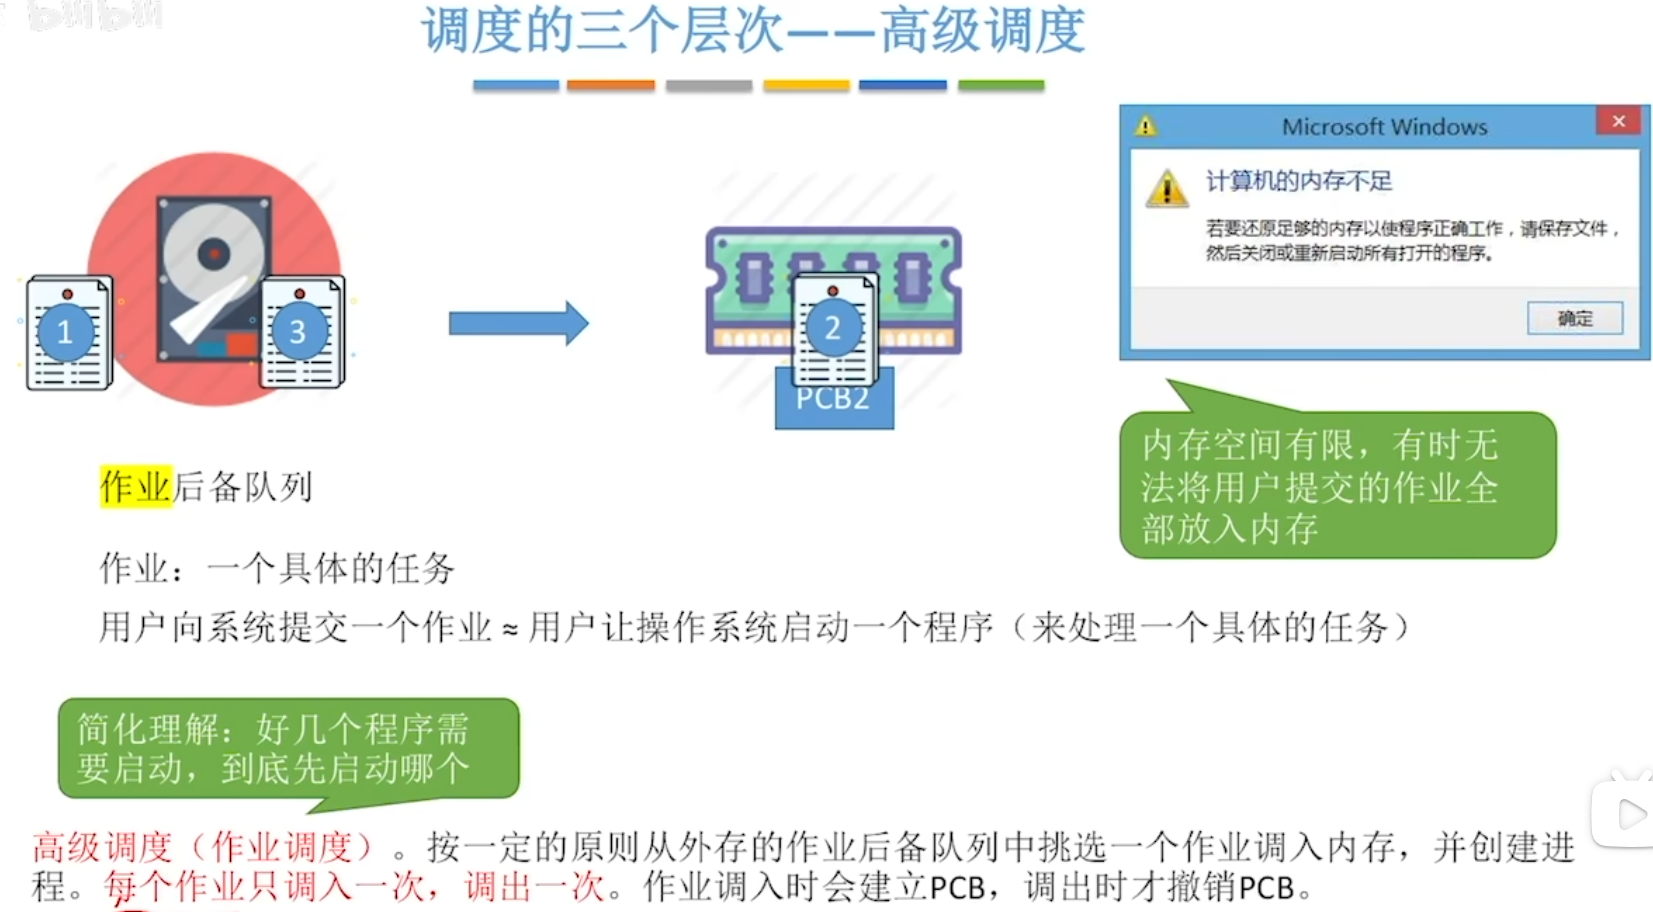 bilibili
调度的三个层次——高级调度
Microsoft Windows
计算机的内存不足
若要还原足够的内存以使程序正确工作，请保存文件，
然后关闭或重新启动所有打开的程序。
确定
1
3
2
PCB2
内存空间有限，有时无
法将用户提交的作业全
部放入内存
作业后备队列
作业：一个具体的任务
用户向系统提交一个作业 ≈ 用户让操作系统启动一个程序（来处理一个具体的任务）
简化理解：好几个程序需
要启动，到底先启动哪个
高级调度（作业调度）。按一定的原则从外存的作业后备队列中挑选一个作业调入内存，并创建进
程。每个作业只调入一次，调出一次。作业调入时会建立PCB，调出时才撤销PCB。